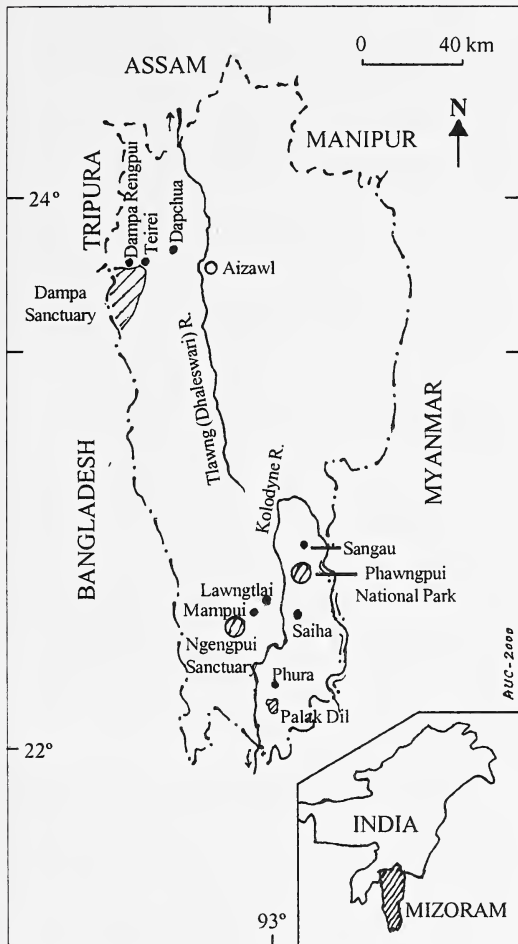 0 40 km
ASSAM
N
MANIPUR
24°
TRIPURA
Dampa Rengpui
Teirei
Dapchua
Aizawl
Dampa
Sanctuary
Tlawng (Dhaleswari) R.
BANGLADESH
MYANMAR
Kolodyne R.
Sangau
Phawngpui
National Park
Lawngtlai
Mampui
Saiha
Ngengpui
Sanctuary
Phura
Palak Dil
AUC-2000
22°
INDIA
MIZORAM
93°